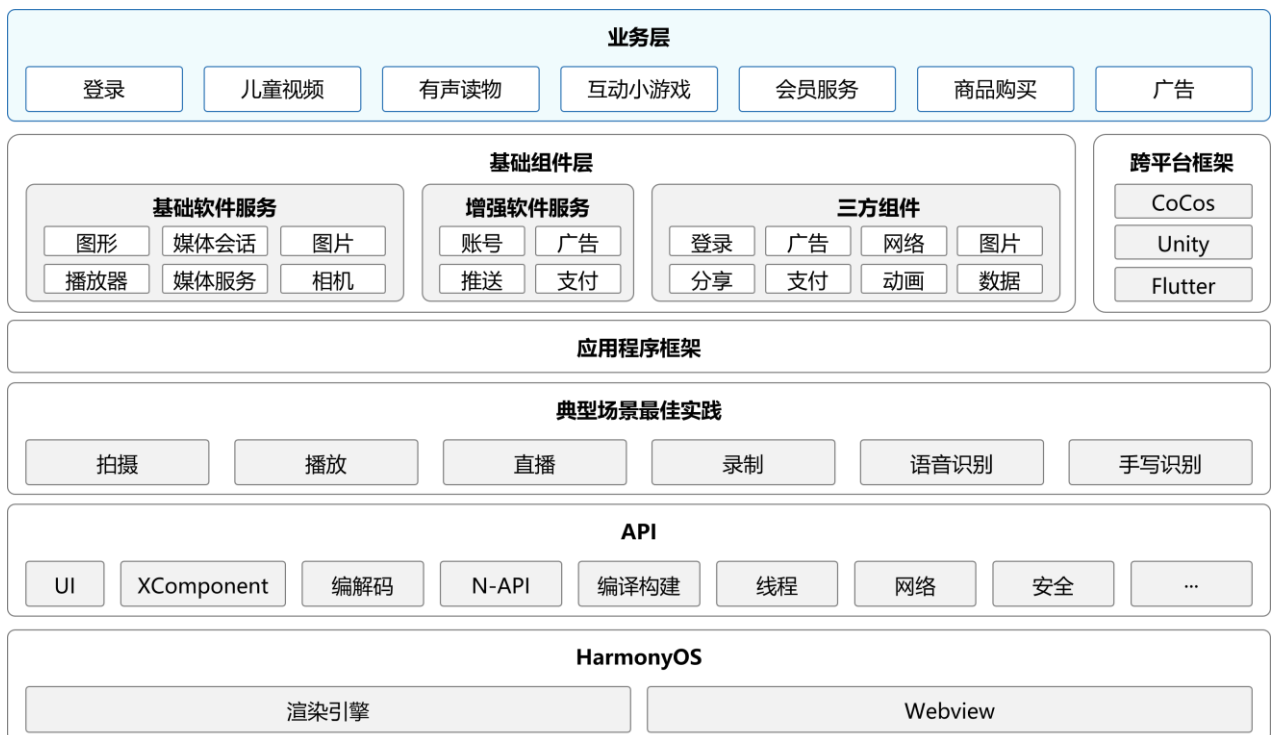 业务层
登录 儿童视频 有声读物 互动小游戏 会员服务 商品购买 广告
基础组件层
基础软件服务
图形 媒体会话 图片
播放器 媒体服务 相机
增强软件服务
账号 广告
推送 支付
三方组件
登录 广告 网络 图片
分享 支付 动画 数据
跨平台框架
CoCos
Unity
Flutter
应用程序框架
典型场景最佳实践
拍摄 播放 直播 录制 语音识别 手写识别
API
UI XComponent 编解码 N-API 编译构建 线程 网络 安全 ...
HarmonyOS
渲染引擎 Webview